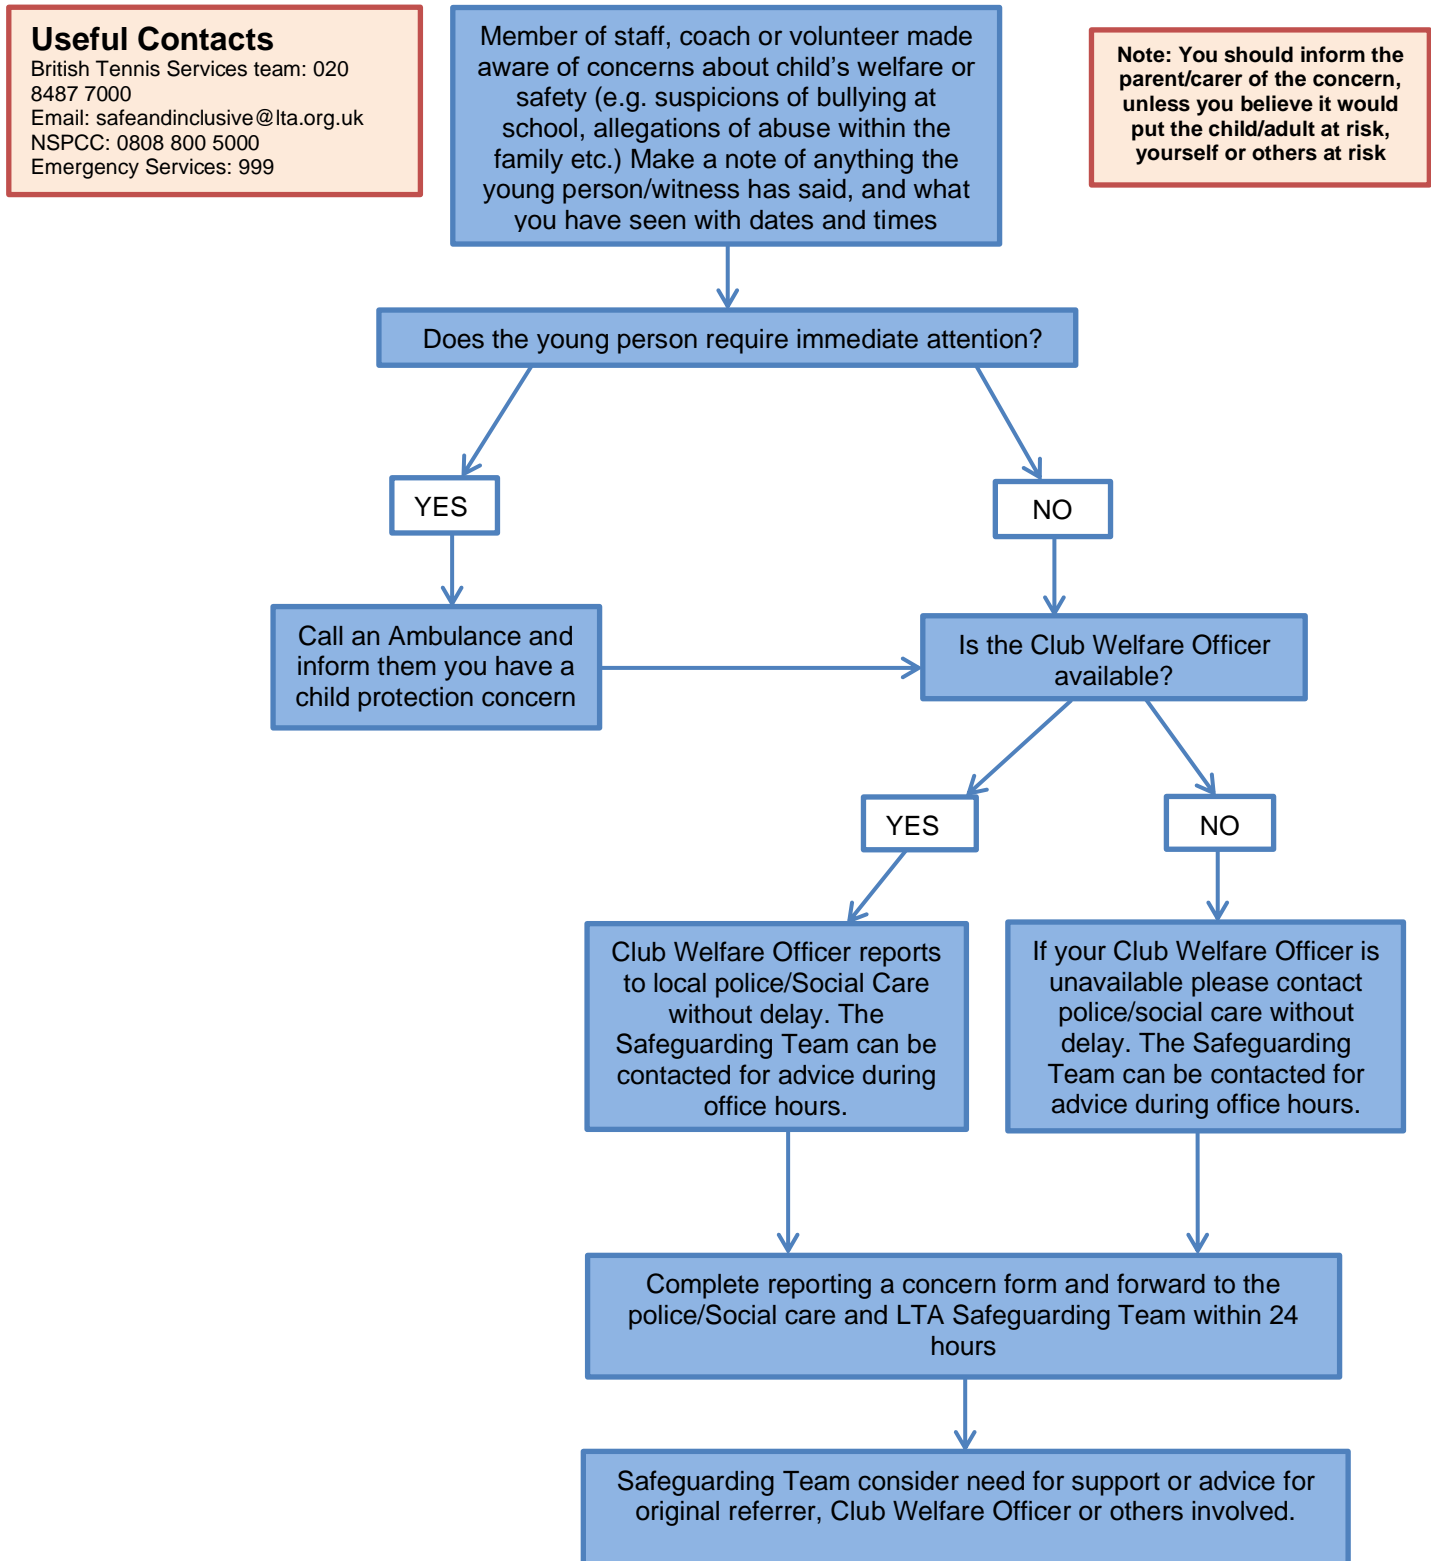 Useful Contacts
British Tennis Services team: 020
8487 7000
Email: safeandinclusive@lta.org.uk
NSPCC: 0808 800 5000
Emergency Services: 999
Member of staff, coach or volunteer made
aware of concerns about child's welfare or
safety (e.g. suspicions of bullying at
school, allegations of abuse within the
family etc.) Make a note of anything the
young person/witness has said, and what
you have seen with dates and times
Note: You should inform the
parent/carer of the concern,
unless you believe it would
put the child/adult at risk,
yourself or others at risk
Does the young person require immediate attention?
YES
NO
Call an Ambulance and
inform them you have a
child protection concern
Is the Club Welfare Officer
available?
YES
NO
Club Welfare Officer reports
to local police/Social Care
without delay. The
Safeguarding Team can be
contacted for advice during
office hours.
If your Club Welfare Officer is
unavailable please contact
police/social care without
delay. The Safeguarding
Team can be contacted for
advice during office hours.
Complete reporting a concern form and forward to the
police/Social care and LTA Safeguarding Team within 24
hours
Safeguarding Team consider need for support or advice for
original referrer, Club Welfare Officer or others involved.